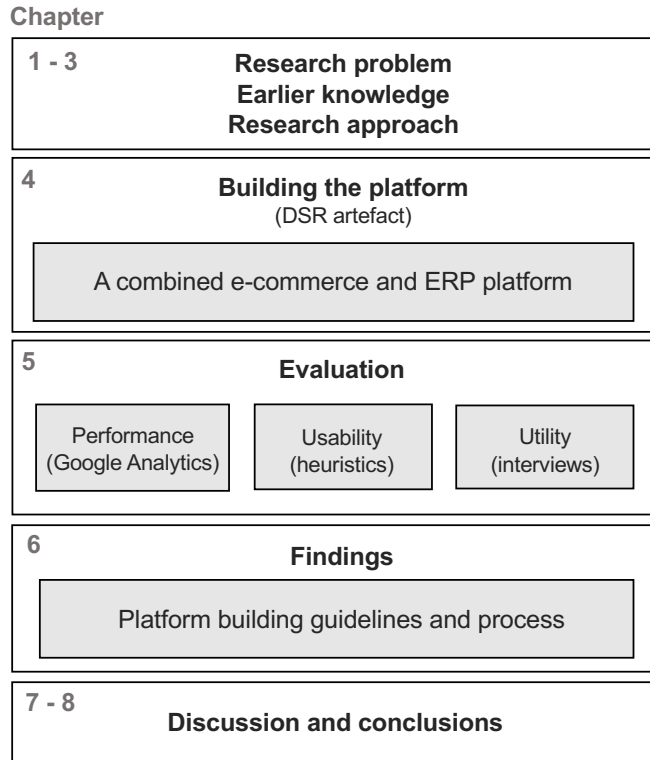 Chapter
1 - 3
Research problem
Earlier knowledge
Research approach
4
Building the platform
(DSR artefact)
A combined e-commerce and ERP platform
5
Evaluation
Performance
(Google Analytics)
Usability
(heuristics)
Utility
(interviews)
6
Findings
Platform building guidelines and process
7 - 8
Discussion and conclusions